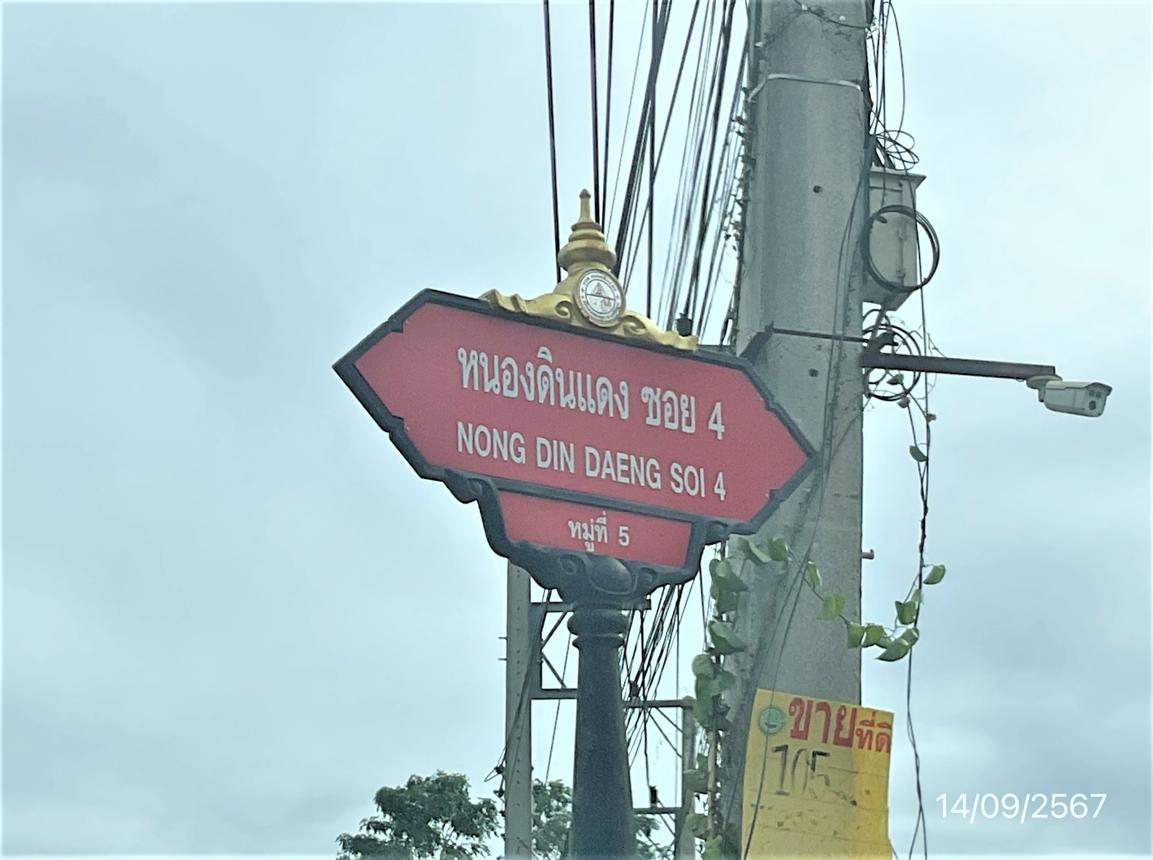 หนองดินแดง ซอย 4
NONG DIN DAENG SOI 4
หมู่ที่ 5
ขายที่ดิ
105
14/09/2567